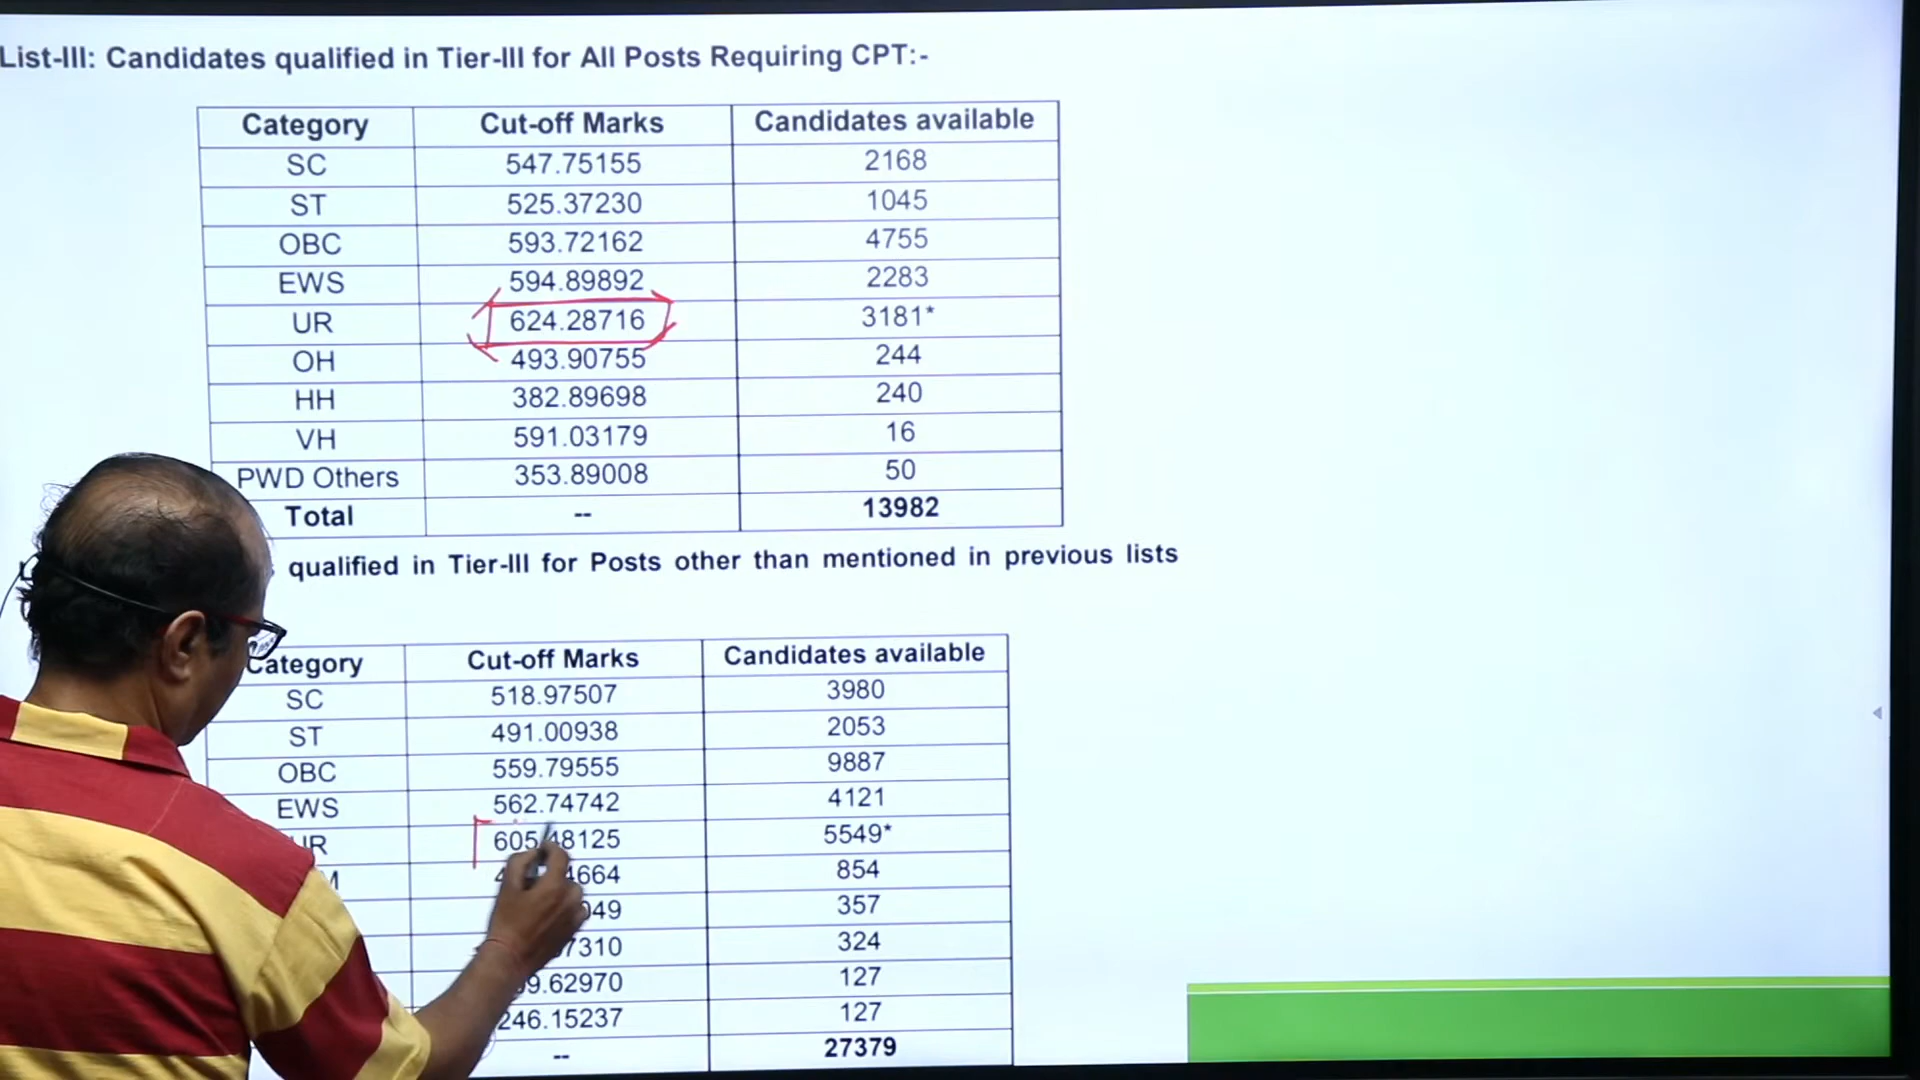 List-III: Candidates qualified in Tier-III for All Posts Requiring CPT:-
Category Cut-off Marks Candidates available
SC 547.75155 2168
ST 525.37230 1045
OBC 593.72162 4755
EWS 594.89892 2283
UR 624.28716 3181*
OH 493.90755 244
HH 382.89698 240
VH 591.03179 16
PWD Others 353.89008 50
Total -- 13982
qualified in Tier-III for Posts other than mentioned in previous lists
Category Cut-off Marks Candidates available
SC 518.97507 3980
ST 491.00938 2053
OBC 559.79555 9887
EWS 562.74742 4121
UR 605.48125 5549*
4664 854
049 357
7310 324
9.62970 127
246.15237 127
-- 27379